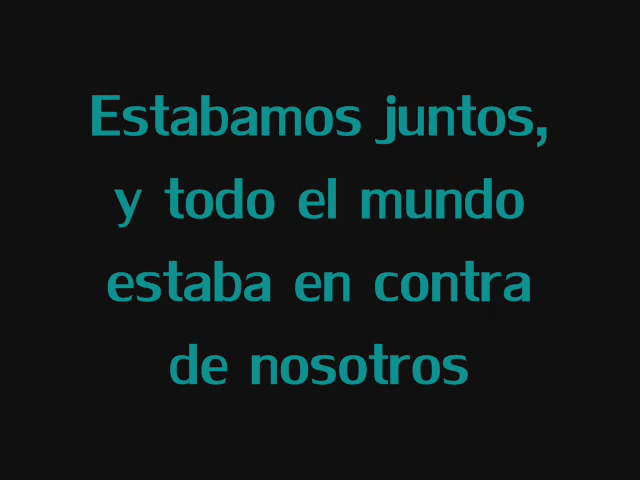 Estabamos juntos,
y todo el mundo
estaba en contra
de nosotros